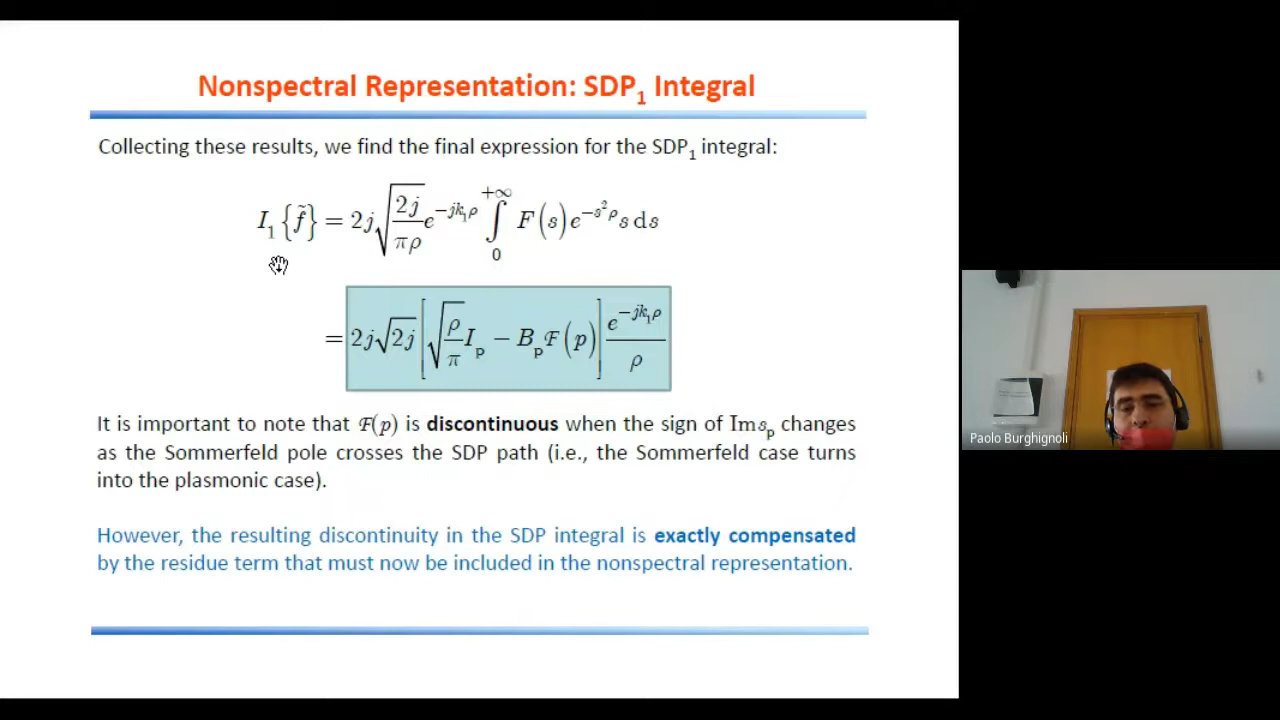 Nonspectral Representation: SDP₁ Integral
Collecting these results, we find the final expression for the SDP₁ integral:
I₁{f̃} = 2j√(2j/πρ) e^{−jk₁ρ} ∫₀^{+∞} F(s)e^{−s²ρ} s ds
= 2j√(2j) [√(ρ/π) I_p − B_p ℱ(p)] e^{−jk₁ρ}/ρ
It is important to note that ℱ(p) is discontinuous when the sign of Im s_p changes
as the Sommerfeld pole crosses the SDP path (i.e., the Sommerfeld case turns
into the plasmonic case).
However, the resulting discontinuity in the SDP integral is exactly compensated
by the residue term that must now be included in the nonspectral representation.
Paolo Burghignoli